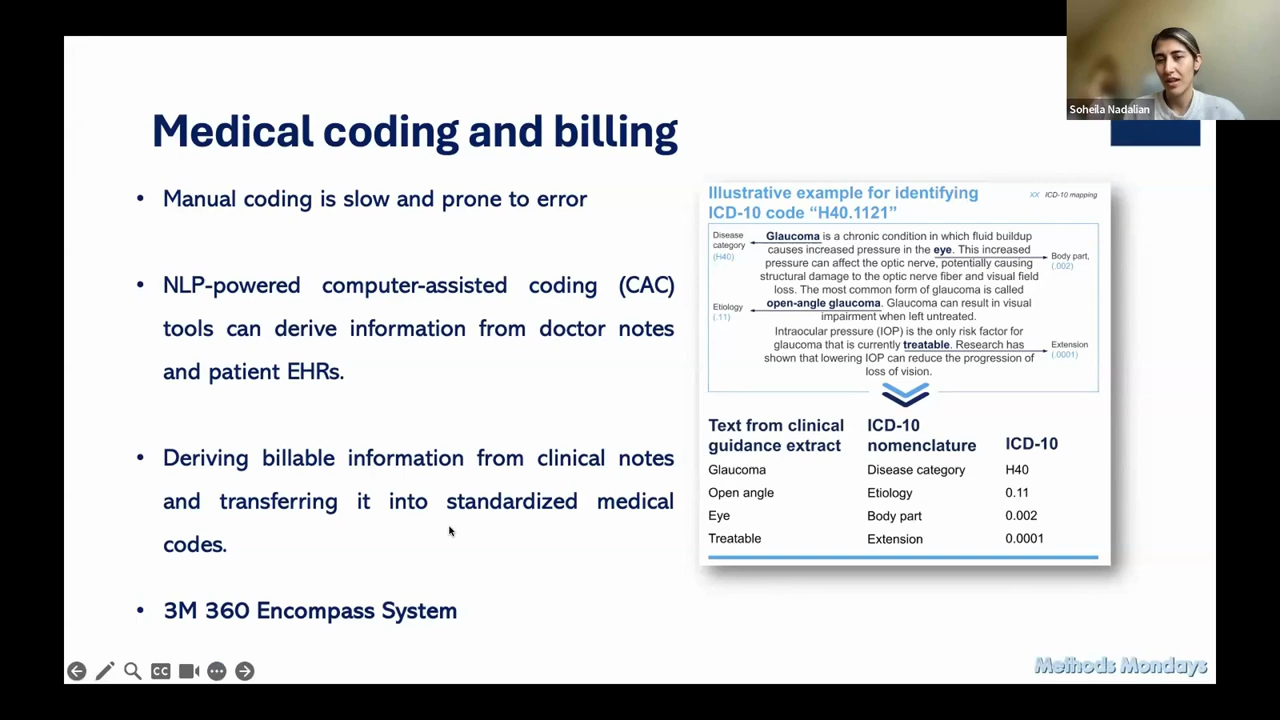 Soheila Nadalian
Medical coding and billing
• Manual coding is slow and prone to error
• NLP-powered computer-assisted coding (CAC)
tools can derive information from doctor notes
and patient EHRs.
• Deriving billable information from clinical notes
and transferring it into standardized medical
codes.
• 3M 360 Encompass System
Illustrative example for identifying
ICD-10 code “H40.1121”
XX ICD-10 mapping
Disease
category
(H40)
Etiology
(.11)
Glaucoma is a chronic condition in which fluid buildup
causes increased pressure in the eye. This increased
pressure can affect the optic nerve, potentially causing
structural damage to the optic nerve fiber and visual field
loss. The most common form of glaucoma is called
open-angle glaucoma. Glaucoma can result in visual
impairment when left untreated.
Intraocular pressure (IOP) is the only risk factor for
glaucoma that is currently treatable. Research has
shown that lowering IOP can reduce the progression of
loss of vision.
Body part,
(.002)
Extension
(.0001)
Text from clinical
guidance extract
ICD-10
nomenclature
ICD-10
Glaucoma Disease category H40
Open angle Etiology 0.11
Eye Body part 0.002
Treatable Extension 0.0001
CC
Methods Mondays